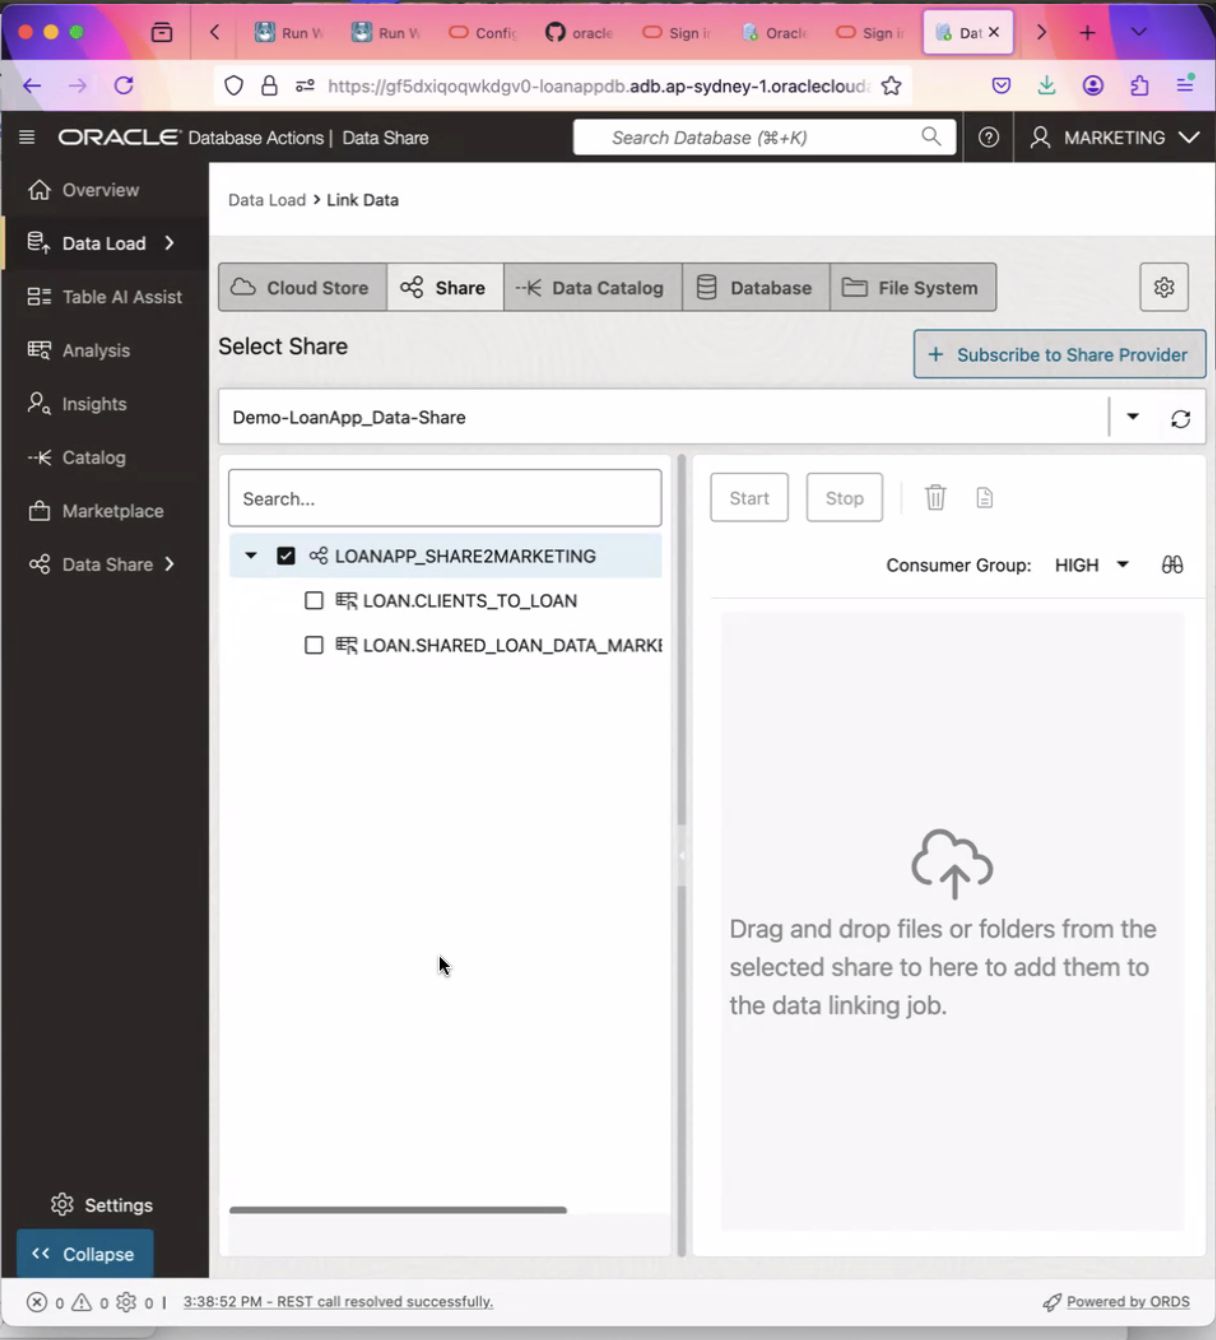 Run W
Run W
Config
oracle
Sign in
Oracle
Sign in
Dat
https://gf5dxiqoqwkdgv0-loanappdb.adb.ap-sydney-1.oraclecloud
ORACLE Database Actions | Data Share
Search Database (⌘+K)
MARKETING
Overview
Data Load
Table AI Assist
Analysis
Insights
Catalog
Marketplace
Data Share
Settings
Collapse
Data Load > Link Data
Cloud Store
Share
Data Catalog
Database
File System
Select Share
+ Subscribe to Share Provider
Demo-LoanApp_Data-Share
Search...
LOANAPP_SHARE2MARKETING
LOAN.CLIENTS_TO_LOAN
LOAN.SHARED_LOAN_DATA_MARKE
Start
Stop
Consumer Group: HIGH
Drag and drop files or folders from the
selected share to here to add them to
the data linking job.
0 0 0 | 3:38:52 PM - REST call resolved successfully.
Powered by ORDS